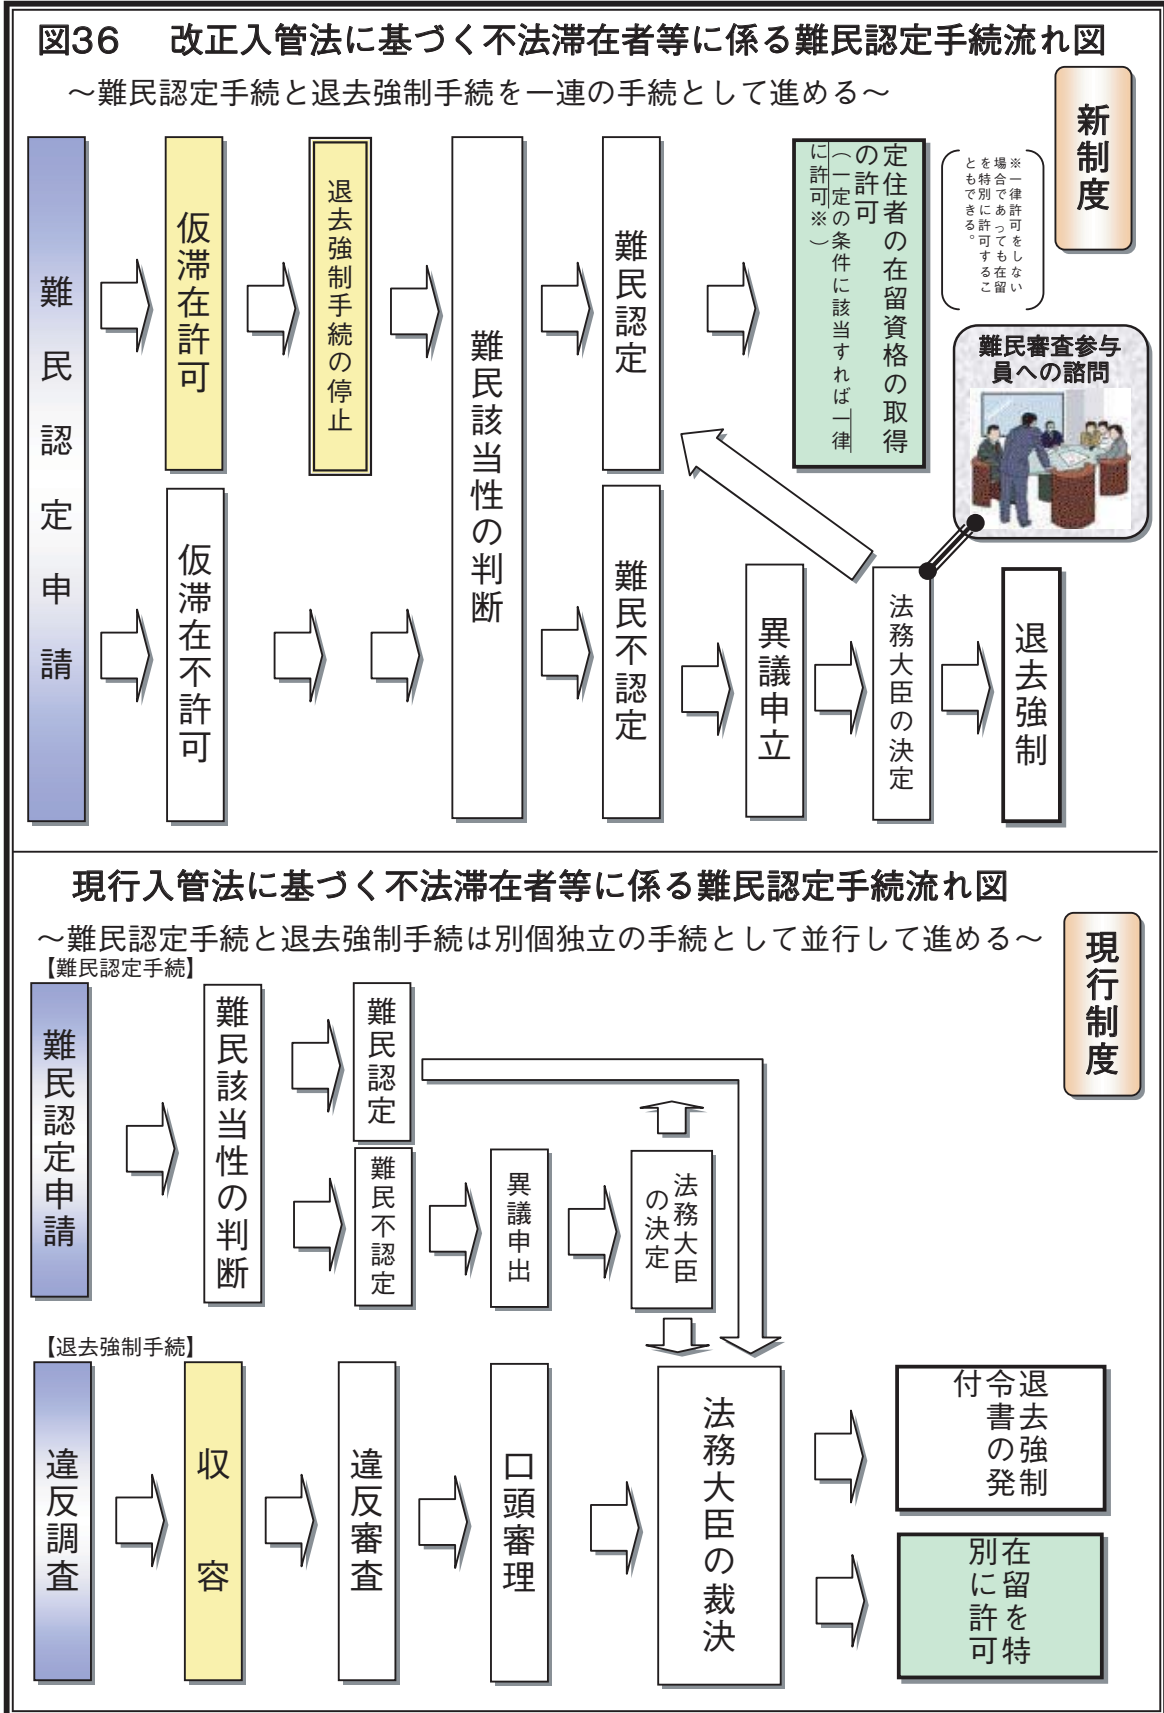 図36　改正入管法に基づく不法滞在者等に係る難民認定手続流れ図
～難民認定手続と退去強制手続を一連の手続として進める～
新制度
難民認定申請
仮滞在許可
退去強制手続の停止
難民該当性の判断
難民認定
定住者の在留資格の取得
の許可
（一定の条件に該当すれば一律
に許可※）
※一律許可をしない
場合であっても在留
を特別に許可するこ
ともできる。
難民審査参与
員への諮問
仮滞在不許可
難民不認定
異議申立
法務大臣の決定
退去強制
現行入管法に基づく不法滞在者等に係る難民認定手続流れ図
～難民認定手続と退去強制手続は別個独立の手続として並行して進める～
現行制度
【難民認定手続】
難民認定申請
難民該当性の判断
難民認定
難民不認定
異議申出
法務大臣
の決定
【退去強制手続】
違反調査
収容
違反審査
口頭審理
法務大臣の裁決
退去強制
令書の発
付
在留を特
別に許可